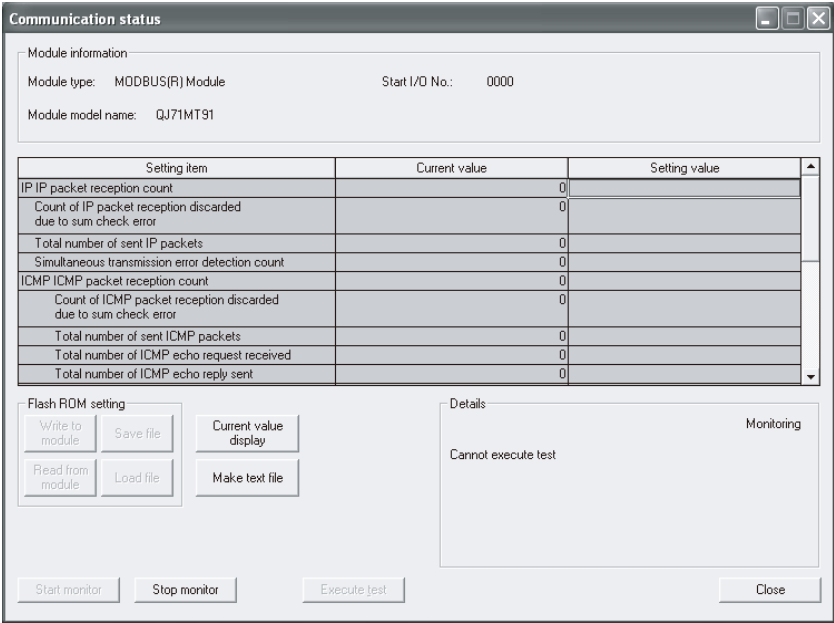 Communication status
Module information
Module type: MODBUS(R) Module Start I/O No.: 0000
Module model name: QJ71MT91
Setting item Current value Setting value
IP IP packet reception count 0
Count of IP packet reception discarded 0
due to sum check error
Total number of sent IP packets 0
Simultaneous transmission error detection count 0
ICMP ICMP packet reception count 0
Count of ICMP packet reception discarded 0
due to sum check error
Total number of sent ICMP packets 0
Total number of ICMP echo request received 0
Total number of ICMP echo reply sent 0
Flash ROM setting
Write to
module
Save file
Current value
display
Read from
module
Load file
Make text file
Details
Monitoring
Cannot execute test
Start monitor Stop monitor Execute test Close